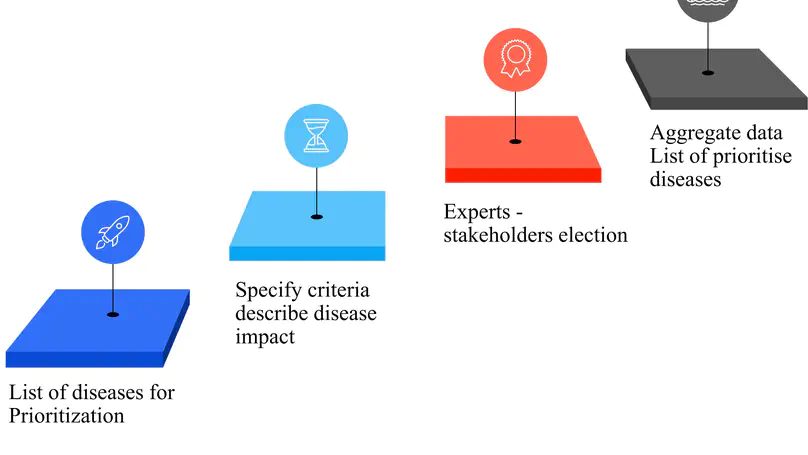 Aggregate data
List of prioritise
diseases
Experts -
stakeholders election
Specify criteria
describe disease
impact
List of diseases for
Prioritization